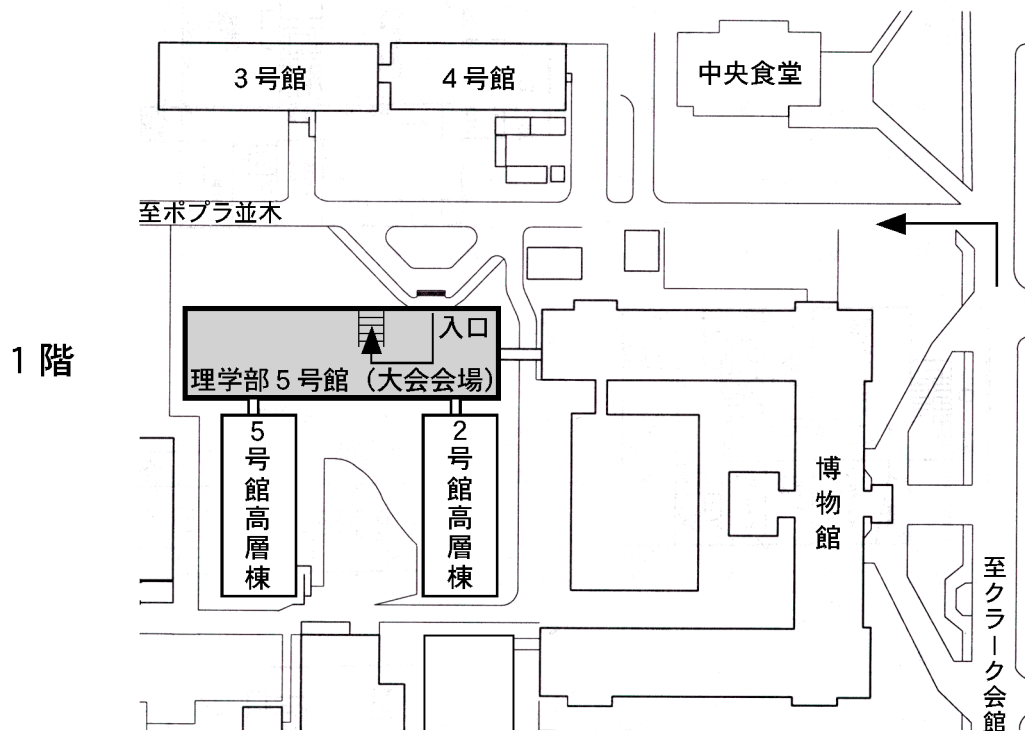 3号館
4号館
中央食堂
至ポプラ並木
入口
1階
理学部5号館（大会会場）
5号館高層棟
2号館高層棟
博物館
至クラーク会館